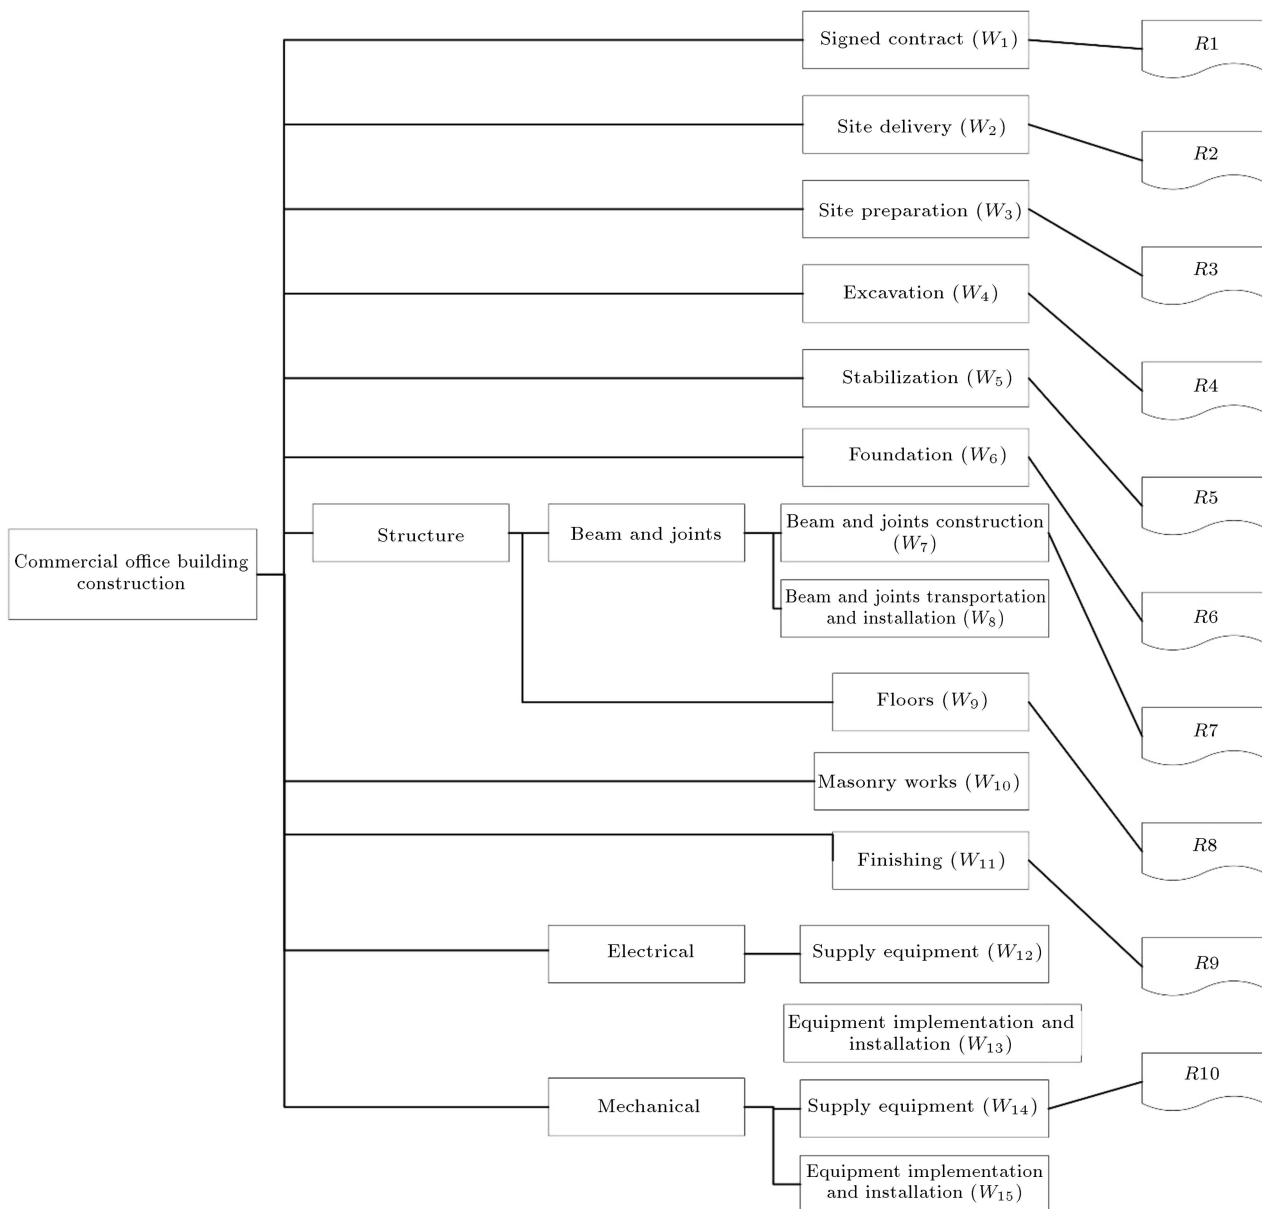 Signed contract (W₁)
R1
Site delivery (W₂)
R2
Site preparation (W₃)
R3
Excavation (W₄)
R4
Stabilization (W₅)
R5
Foundation (W₆)
Structure
Beam and joints
Beam and joints construction
(W₇)
Commercial office building
construction
Beam and joints transportation
and installation (W₈)
R6
Floors (W₉)
R7
Masonry works (W₁₀)
R8
Finishing (W₁₁)
Electrical
Supply equipment (W₁₂)
R9
Equipment implementation and
installation (W₁₃)
R10
Mechanical
Supply equipment (W₁₄)
Equipment implementation
and installation (W₁₅)